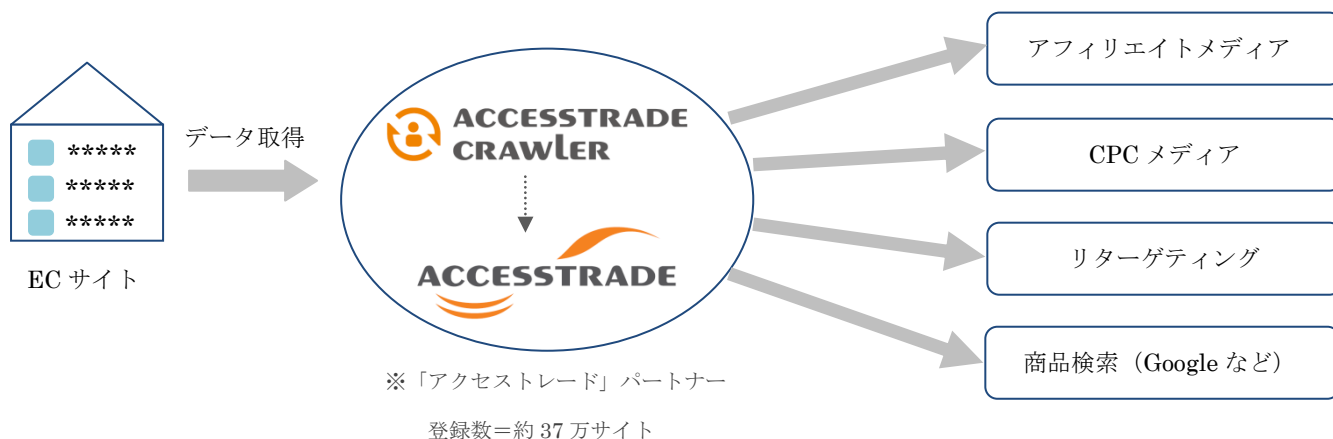 データ取得
*****
*****
*****
EC サイト
ACCESSTRADE
CRAWLER
ACCESSTRADE
※「アクセストレード」パートナー
登録数＝約 37 万サイト
アフィリエイトメディア
CPC メディア
リターゲティング
商品検索（Google など）